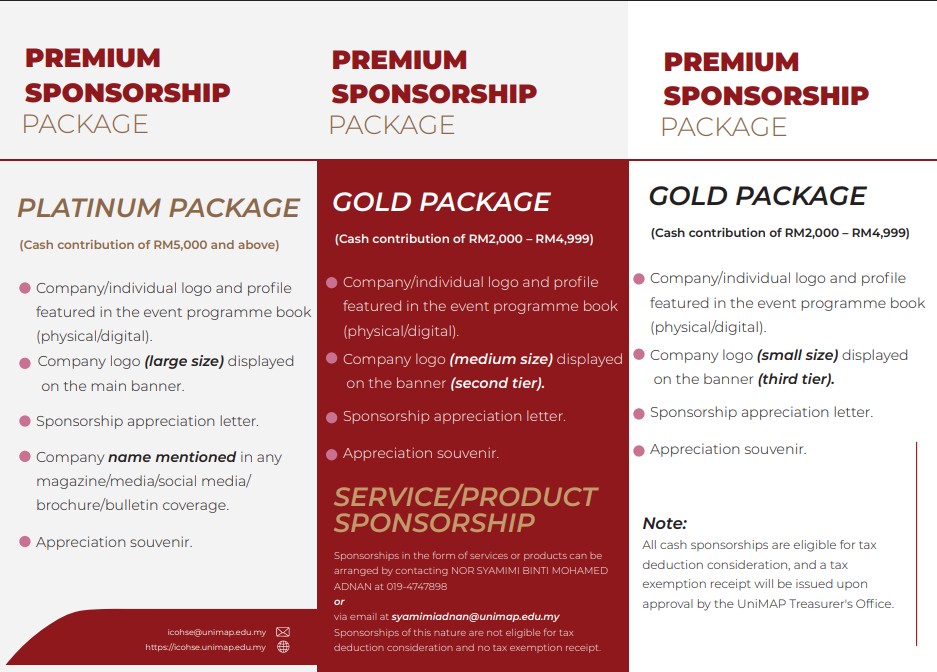 PREMIUM
SPONSORSHIP
PACKAGE
PLATINUM PACKAGE
(Cash contribution of RM5,000 and above)
Company/individual logo and profile
featured in the event programme book
(physical/digital).
Company logo (large size) displayed
on the main banner.
Sponsorship appreciation letter.
Company name mentioned in any
magazine/media/social media/
brochure/bulletin coverage.
Appreciation souvenir.
icohse@unimap.edu.my
https://icohse.unimap.edu.my
PREMIUM
SPONSORSHIP
PACKAGE
GOLD PACKAGE
(Cash contribution of RM2,000 – RM4,999)
Company/individual logo and profile
featured in the event programme book
(physical/digital).
Company logo (medium size) displayed
on the banner (second tier).
Sponsorship appreciation letter.
Appreciation souvenir.
SERVICE/PRODUCT
SPONSORSHIP
Sponsorships in the form of services or products can be
arranged by contacting NOR SYAMIMI BINTI MOHAMED
ADNAN at 019-4747898
or
via email at syamimiadnan@unimap.edu.my
Sponsorships of this nature are not eligible for tax
deduction consideration and no tax exemption receipt.
PREMIUM
SPONSORSHIP
PACKAGE
GOLD PACKAGE
(Cash contribution of RM2,000 – RM4,999)
Company/individual logo and profile
featured in the event programme book
(physical/digital).
Company logo (small size) displayed
on the banner (third tier).
Sponsorship appreciation letter.
Appreciation souvenir.
Note:
All cash sponsorships are eligible for tax
deduction consideration, and a tax
exemption receipt will be issued upon
approval by the UniMAP Treasurer's Office.